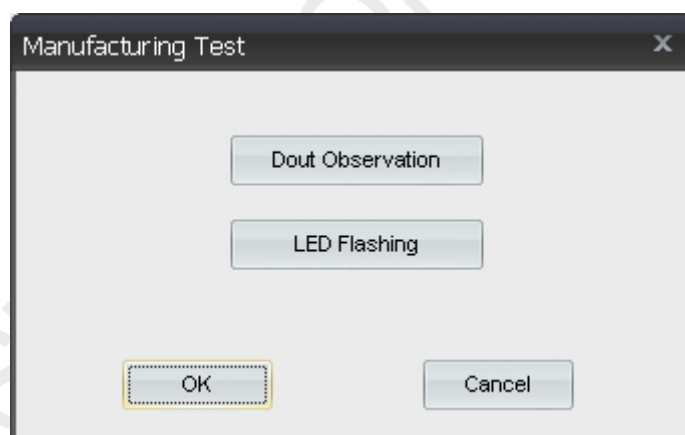 Manufacturing Test
Dout Observation
LED Flashing
OK
Cancel